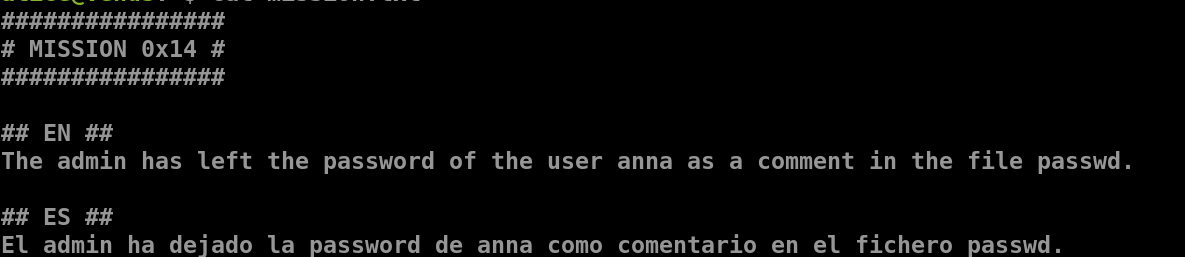 ################
# MISSION 0x14 #
################
## EN ##
The admin has left the password of the user anna as a comment in the file passwd.
## ES ##
El admin ha dejado la password de anna como comentario en el fichero passwd.